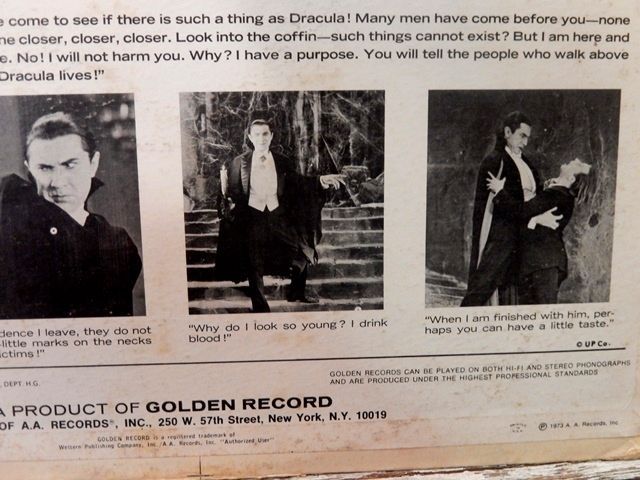 come to see if there is such a thing as Dracula! Many men have come before you—none
closer, closer, closer. Look into the coffin—such things cannot exist? But I am here and
No! I will not harm you. Why? I have a purpose. You will tell the people who walk above
Dracula lives!”
I leave, they do not
little marks on the necks
“Why do I look so young? I drink
blood!”
“When I am finished with him, per-
haps you can have a little taste.”
© UP Co.
DEPT. H.G.
GOLDEN RECORDS CAN BE PLAYED ON BOTH HI-FI AND STEREO PHONOGRAPHS
AND ARE PRODUCED UNDER THE HIGHEST PROFESSIONAL STANDARDS
A PRODUCT OF GOLDEN RECORD
OF A.A. RECORDS®, INC., 250 W. 57th Street, New York, N.Y. 10019
GOLDEN RECORD is a registered trademark of
Western Publishing Company, Inc./A.A. Records, Inc. "Authorized User"
℗ 1973 A. A. Records, Inc.